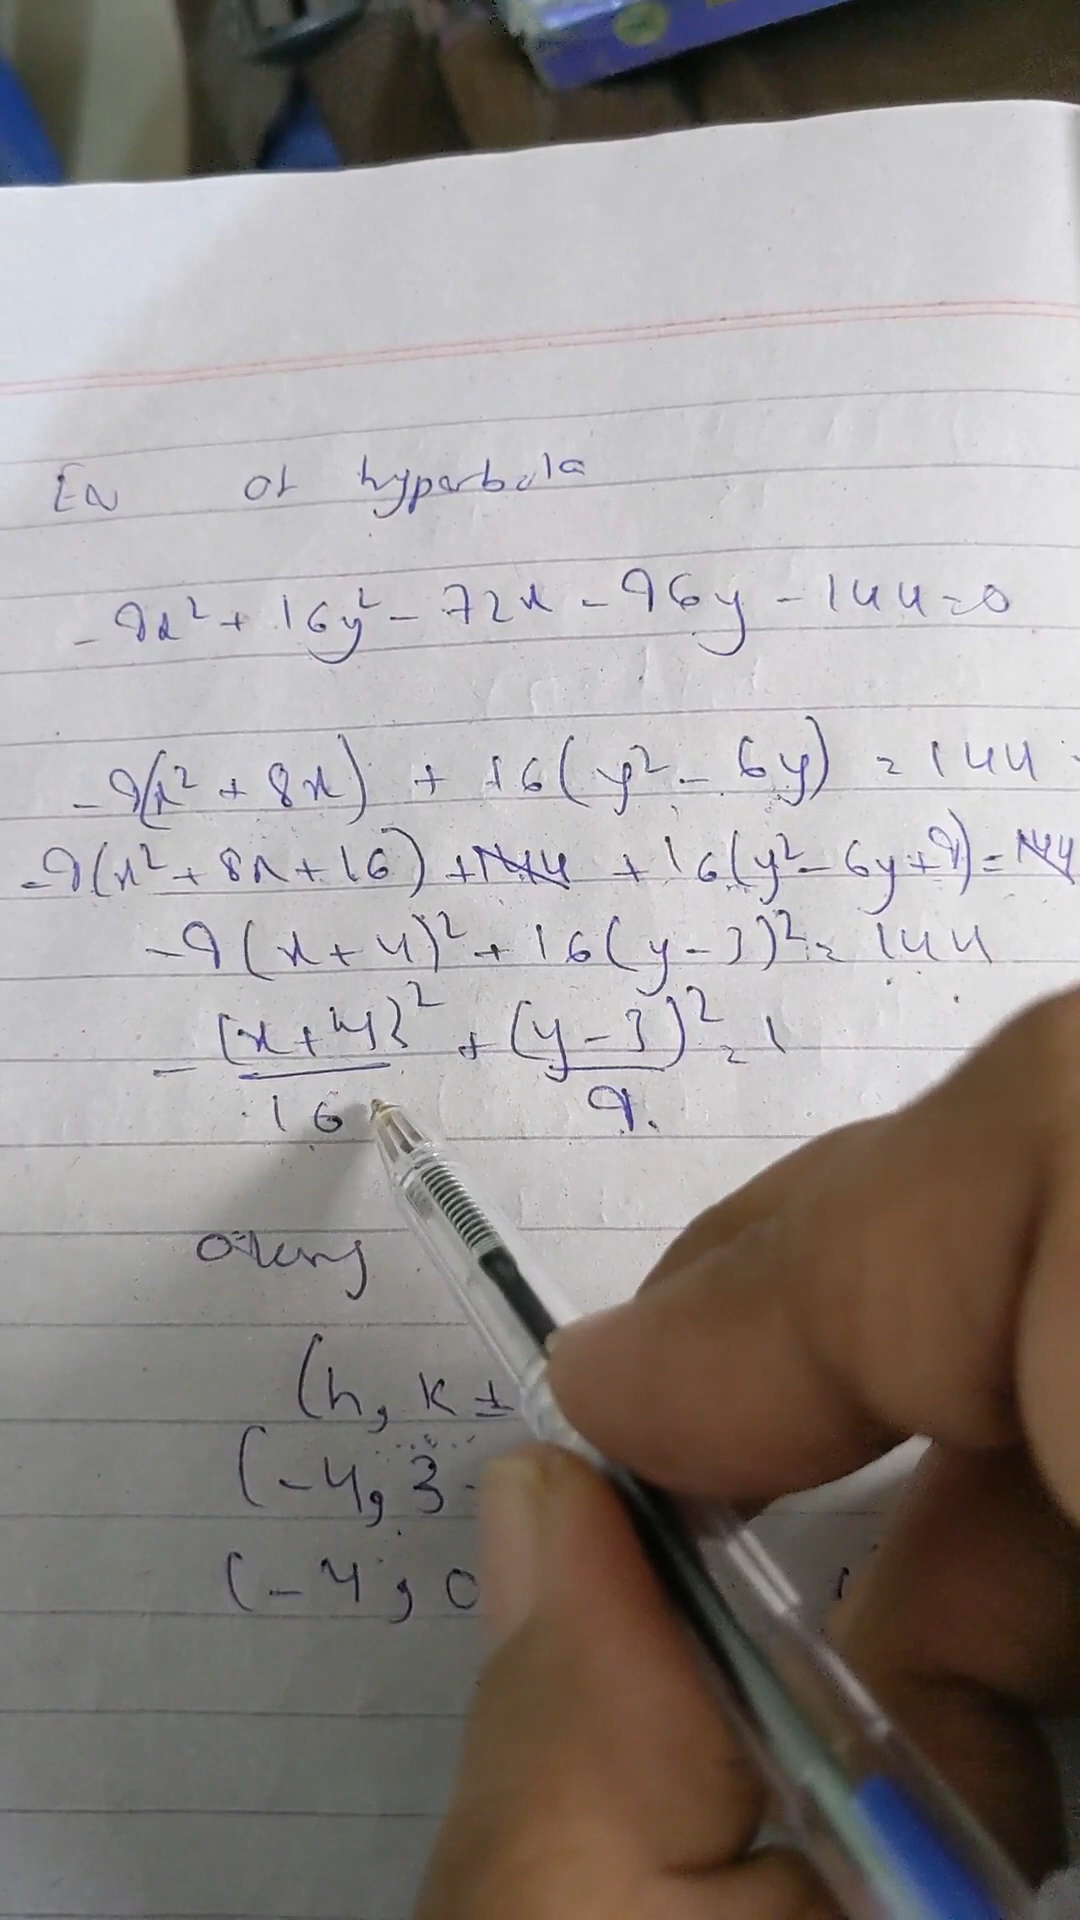 Eq of hyperbola
-9x² + 16y² - 72x - 96y - 144 = 0
-9(x² + 8x) + 16(y² - 6y) = 144
-9(x² + 8x + 16) + 144 + 16(y² - 6y + 9) = 144
-9(x + 4)² + 16(y - 3)² = 144
- (x + 4)² / 16 + (y - 3)² / 9 = 1
(h, k ±
(-4, 3
(-4, 0